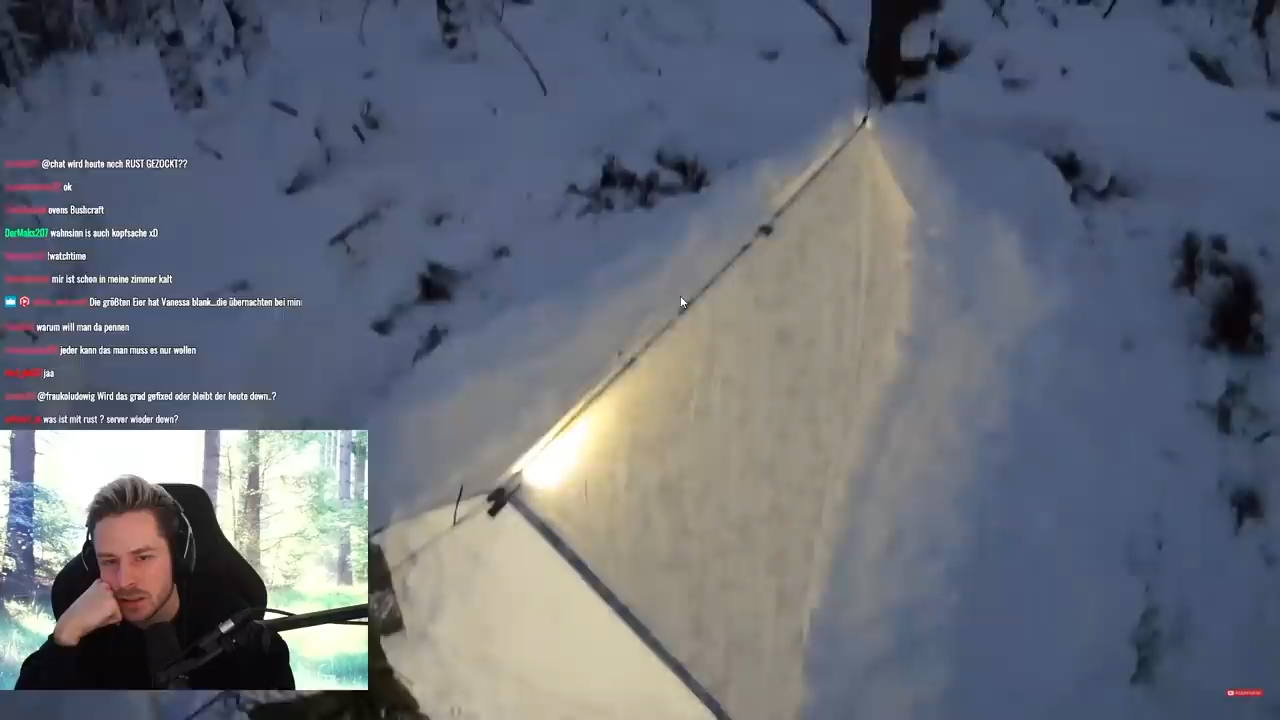 @chat wird heute noch RUST GEZOCKT??
ok
ovens Bushcraft
DerMaks207 wahnsinn is auch kopfsache xD
!watchtime
mir ist schon in meine zimmer kalt
Die größten Eier hat Vanessa blank...die übernachten bei min
warum will man da pennen
jeder kann das man muss es nur wollen
jaa
@fraukoludowig Wird das grad gefixed oder bleibt der heute down..?
was ist mit rust ? server wieder down?